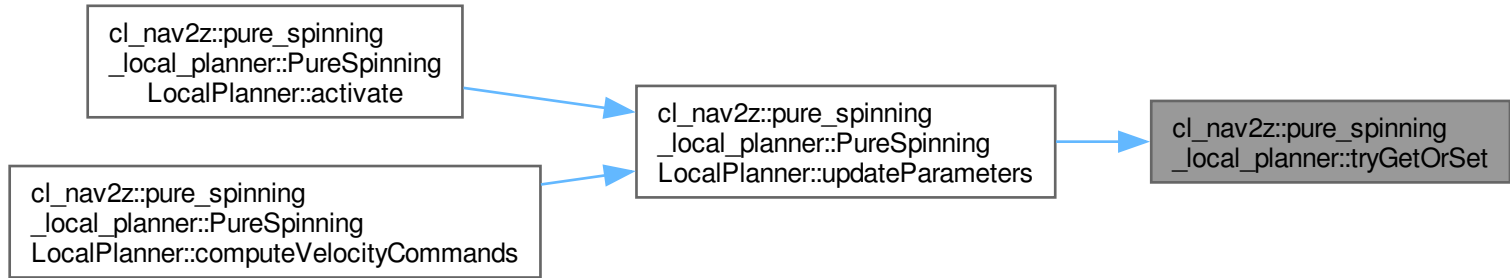 cl_nav2z::pure_spinning
_local_planner::PureSpinning
LocalPlanner::activate
cl_nav2z::pure_spinning
_local_planner::PureSpinning
LocalPlanner::computeVelocityCommands
cl_nav2z::pure_spinning
_local_planner::PureSpinning
LocalPlanner::updateParameters
cl_nav2z::pure_spinning
_local_planner::tryGetOrSet